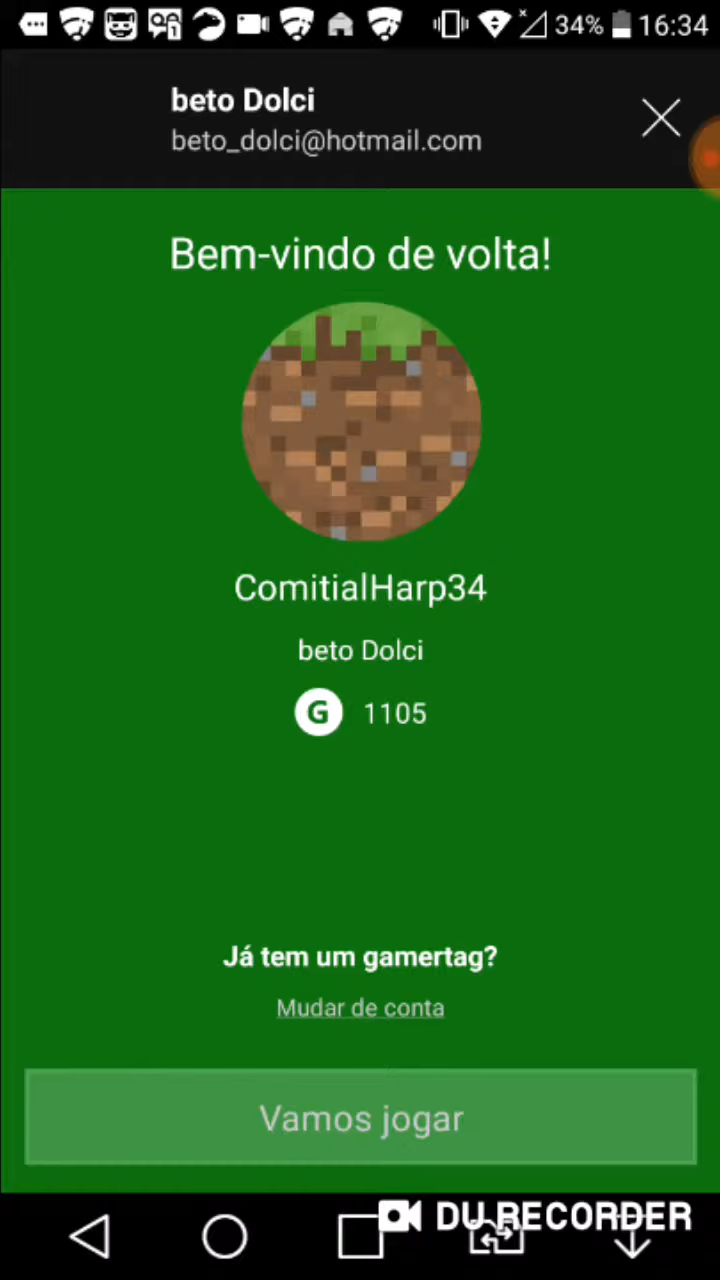 34% 16:34
beto Dolci
beto_dolci@hotmail.com
Bem-vindo de volta!
ComitialHarp34
beto Dolci
G 1105
Já tem um gamertag?
Mudar de conta
Vamos jogar
DU RECORDER